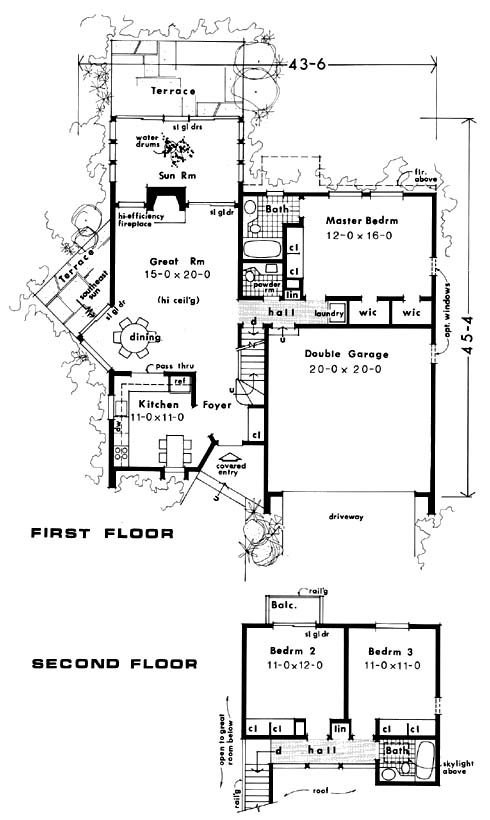 43-6
Terrace
sl gl drs
water
drums
Sun Rm
hi-efficiency
fireplace
sl gl dr
Bath
flr.
above
Master Bedrm
12-0 x 16-0
Terrace
southeast
sun
sl gl dr
Great Rm
15-0 x 20-0
(hi ceil'g)
cl
cl
powder
rm
lin
hall
laundry
wic
wic
opt. windows
45-4
dining
d
u
Double Garage
20-0 x 20-0
pass thru
ref
Kitchen
11-0 x 11-0
Foyer
u
dw
cl
covered
entry
driveway
FIRST FLOOR
rail'g
Balc.
sl gl dr
SECOND FLOOR
Bedrm 2
11-0 x 12-0
Bedrm 3
11-0 x 11-0
cl
cl
lin
cl
cl
open to great
room below
d
hall
Bath
skylight
above
rail'g
roof